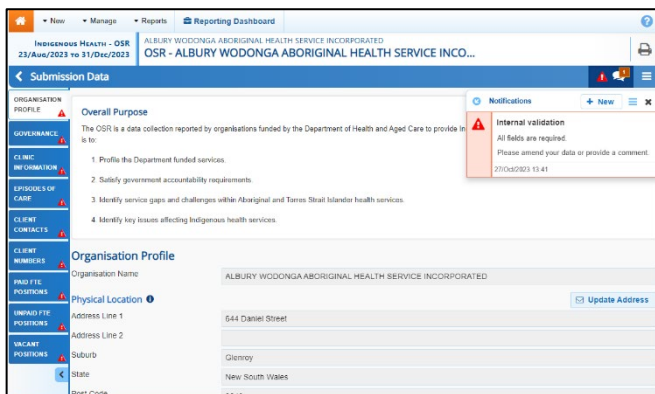 New Manage Reports Reporting Dashboard
INDIGENOUS HEALTH - OSR
23/AUG/2023 TO 31/DEC/2023
ALBURY WODONGA ABORIGINAL HEALTH SERVICE INCORPORATED
OSR - ALBURY WODONGA ABORIGINAL HEALTH SERVICE INCO...
Submission Data
1
ORGANISATION
PROFILE
GOVERNANCE
CLINIC
INFORMATION
EPISODES OF
CARE
CLIENT
CONTACTS
CLIENT
NUMBERS
PAID FTE
POSITIONS
UNPAID FTE
POSITIONS
VACANT
POSITIONS
Overall Purpose
The OSR is a data collection reported by organisations funded by the Department of Health and Aged Care to provide In
is to:
1. Profile the Department funded services.
2. Satisfy government accountability requirements.
3. Identify service gaps and challenges within Aboriginal and Torres Strait Islander health services.
4. Identify key issues affecting Indigenous health services.
Notifications + New
Internal validation
All fields are required.
Please amend your data or provide a comment.
27/Oct/2023 13:41
Organisation Profile
Organisation Name ALBURY WODONGA ABORIGINAL HEALTH SERVICE INCORPORATED
Physical Location Update Address
Address Line 1 644 Daniel Street
Address Line 2
Suburb Glenroy
State New South Wales
Post Code